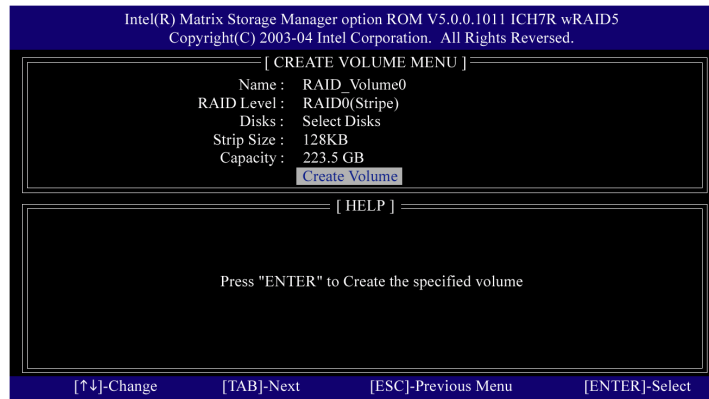 Intel(R) Matrix Storage Manager option ROM V5.0.0.1011 ICH7R wRAID5
Copyright(C) 2003-04 Intel Corporation. All Rights Reversed.
[ CREATE VOLUME MENU ]
Name : RAID_Volume0
RAID Level : RAID0(Stripe)
Disks : Select Disks
Strip Size : 128KB
Capacity : 223.5 GB
Create Volume
[ HELP ]
Press "ENTER" to Create the specified volume
[↑↓]-Change [TAB]-Next [ESC]-Previous Menu [ENTER]-Select